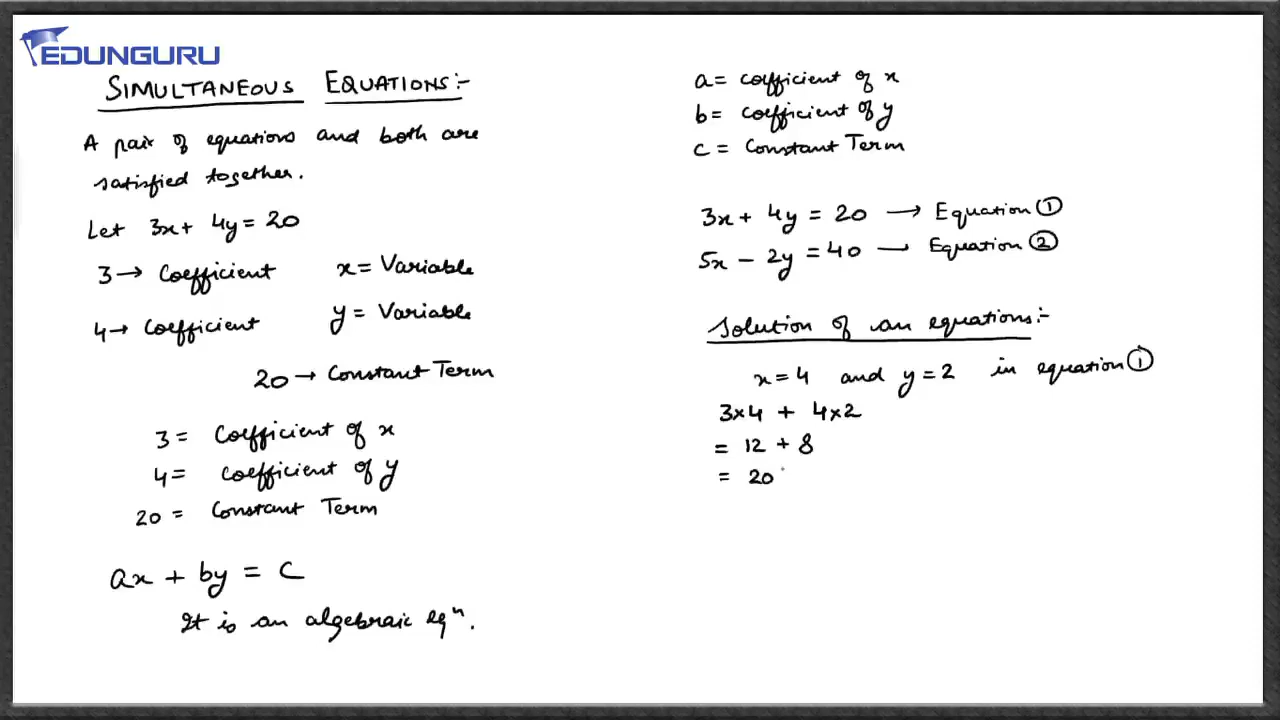 EDUNGURU
SIMULTANEOUS EQUATIONS:-
A pair of equations and both are
satisfied together.
Let 3x + 4y = 20
3 → Coefficient x = Variable
4 → Coefficient y = Variable
20 → Constant Term
3 = Coefficient of x
4 = Coefficient of y
20 = Constant Term
ax + by = c
It is an algebraic eqⁿ.
a = coefficient of x
b = coefficient of y
c = Constant Term
3x + 4y = 20 → Equation ①
5x - 2y = 40 → Equation ②
Solution of an equations:-
x = 4 and y = 2 in equation ①
3×4 + 4×2
= 12 + 8
= 20